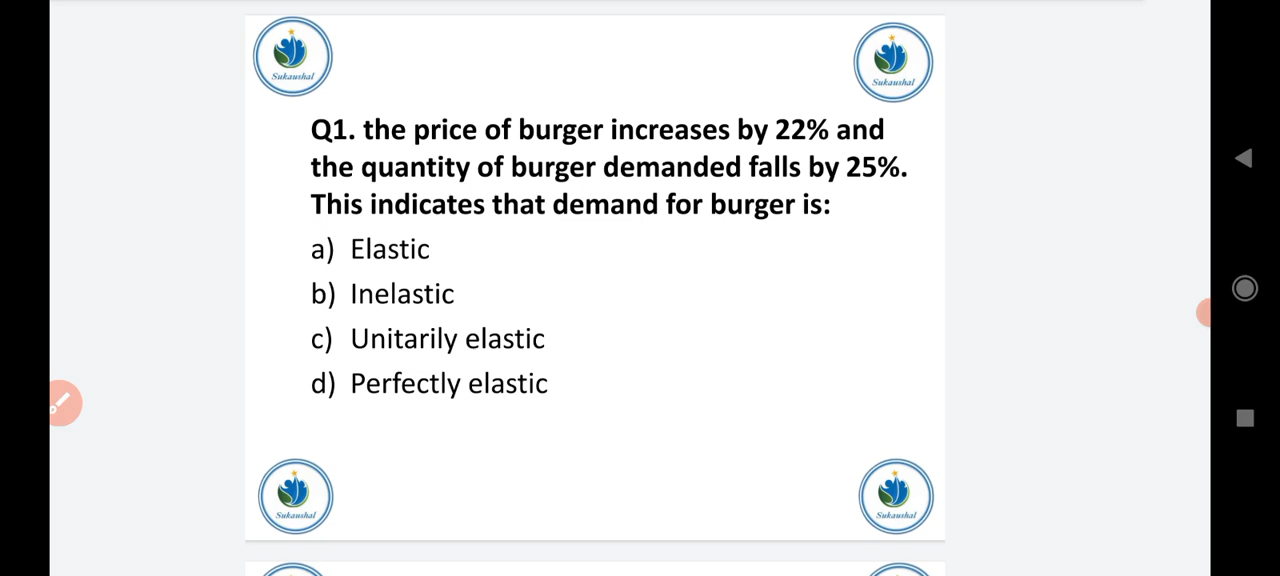 Sukaushal
Sukaushal
Q1. the price of burger increases by 22% and
the quantity of burger demanded falls by 25%.
This indicates that demand for burger is:
a) Elastic
b) Inelastic
c) Unitarily elastic
d) Perfectly elastic
Sukaushal
Sukaushal